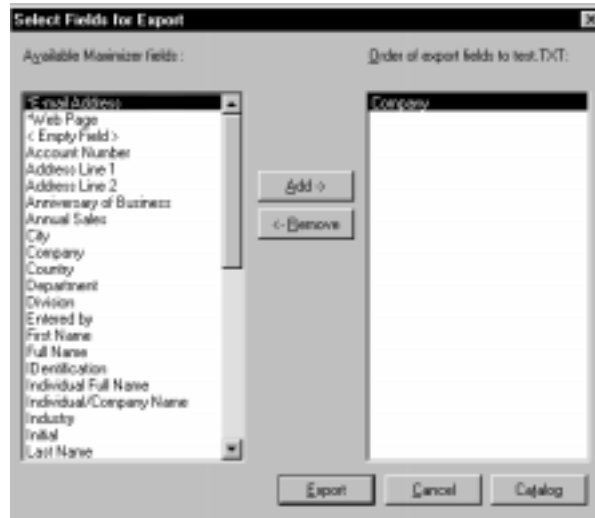 Select Fields for Export
Available Maximizer fields :
Order of export fields to test.TXT:
*E-mail Address
*Web Page
< Empty Field >
Account Number
Address Line 1
Address Line 2
Anniversary of Business
Annual Sales
City
Company
Country
Department
Division
Entered by
First Name
Full Name
IDentification
Individual Full Name
Individual/Company Name
Industry
Initial
Last Name
Add ->
<- Remove
Company
Export
Cancel
Catalog